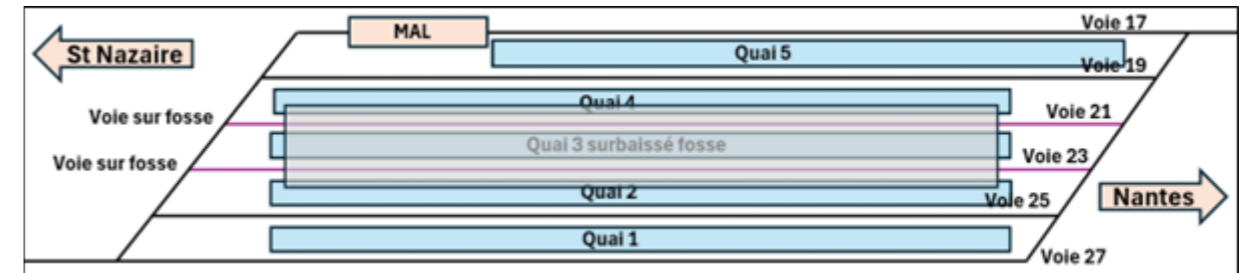 Voie 17
MAL
St Nazaire
Quai 5
Voie 19
Quai 4
Voie sur fosse
Voie 21
Quai 3 surbaissé fosse
Voie sur fosse
Voie 23
Quai 2
Voie 25
Nantes
Quai 1
Voie 27